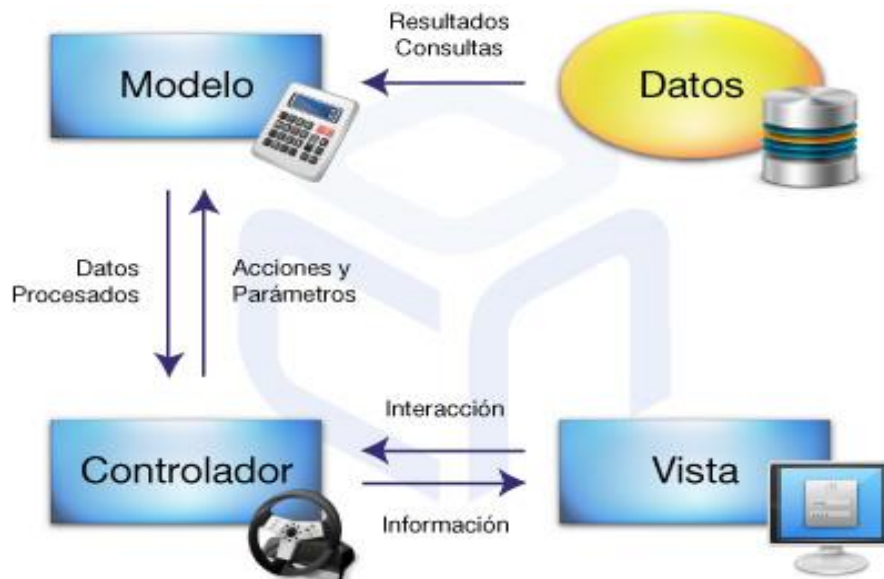 Resultados
Consultas
Modelo
Datos
Datos
Procesados
Acciones y
Parámetros
Interacción
Controlador
Vista
Información